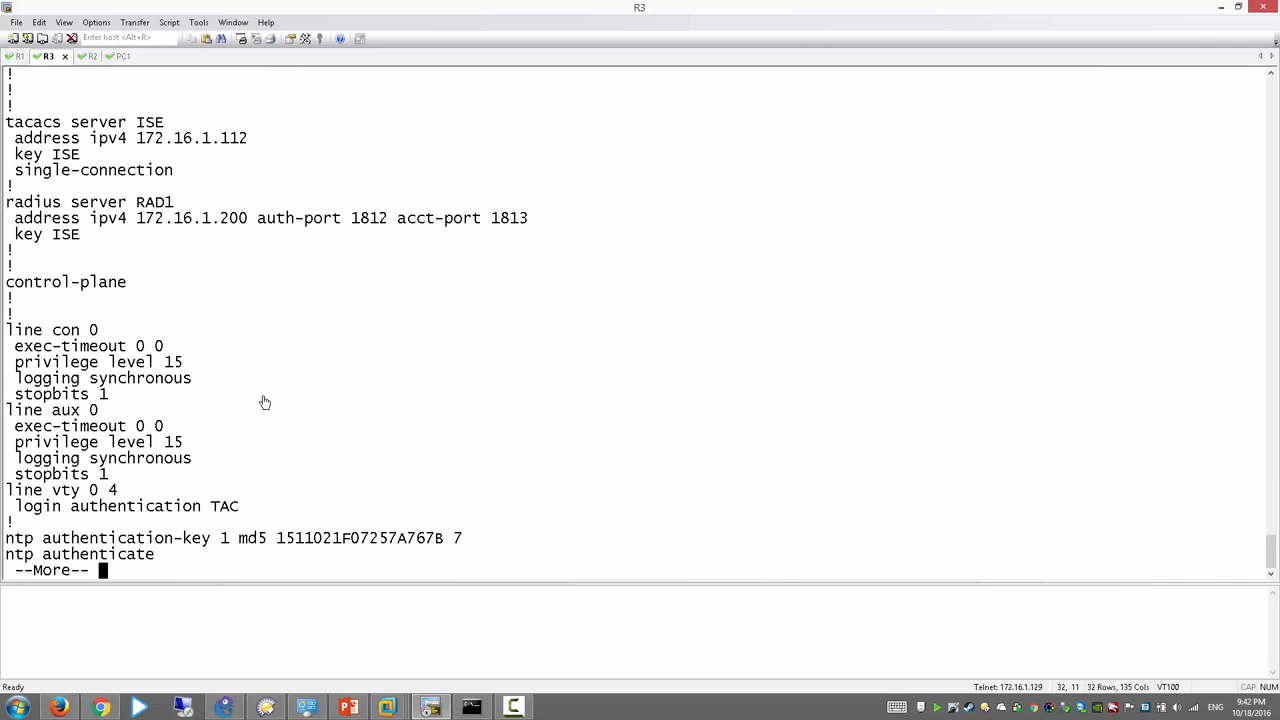 R3
File Edit View Options Transfer Script Tools Window Help
Enter host <Alt+R>
R1 R3 R2 PC1
!
!
!
tacacs server ISE
address ipv4 172.16.1.112
key ISE
single-connection
!
radius server RAD1
address ipv4 172.16.1.200 auth-port 1812 acct-port 1813
key ISE
!
!
control-plane
!
!
line con 0
exec-timeout 0 0
privilege level 15
logging synchronous
stopbits 1
line aux 0
exec-timeout 0 0
privilege level 15
logging synchronous
stopbits 1
line vty 0 4
login authentication TAC
!
ntp authentication-key 1 md5 1511021F07257A767B 7
ntp authenticate
--More--
Ready Telnet: 172.16.1.129 32, 11 32 Rows, 135 Cols VT100 CAP NUM
ENG 9:42 PM
10/18/2016